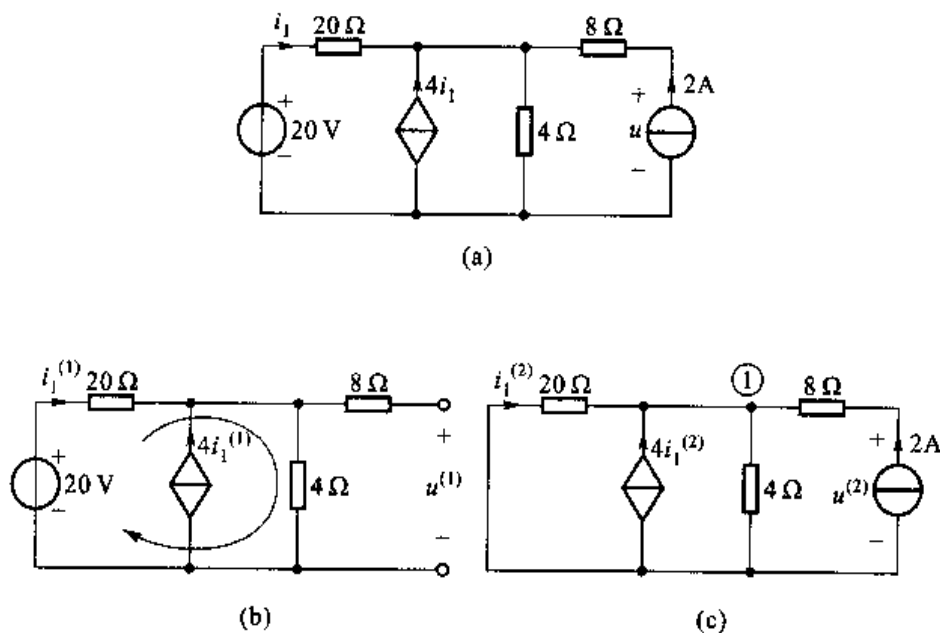 i₁ 20 Ω 8 Ω
+ 20 V − 4i₁ 4 Ω + u − 2A
(a)
i₁⁽¹⁾ 20 Ω 8 Ω
+ 20 V − 4i₁⁽¹⁾ 4 Ω + u⁽¹⁾ −
(b)
i₁⁽²⁾ 20 Ω ① 8 Ω
4i₁⁽²⁾ 4 Ω + u⁽²⁾ − 2A
(c)